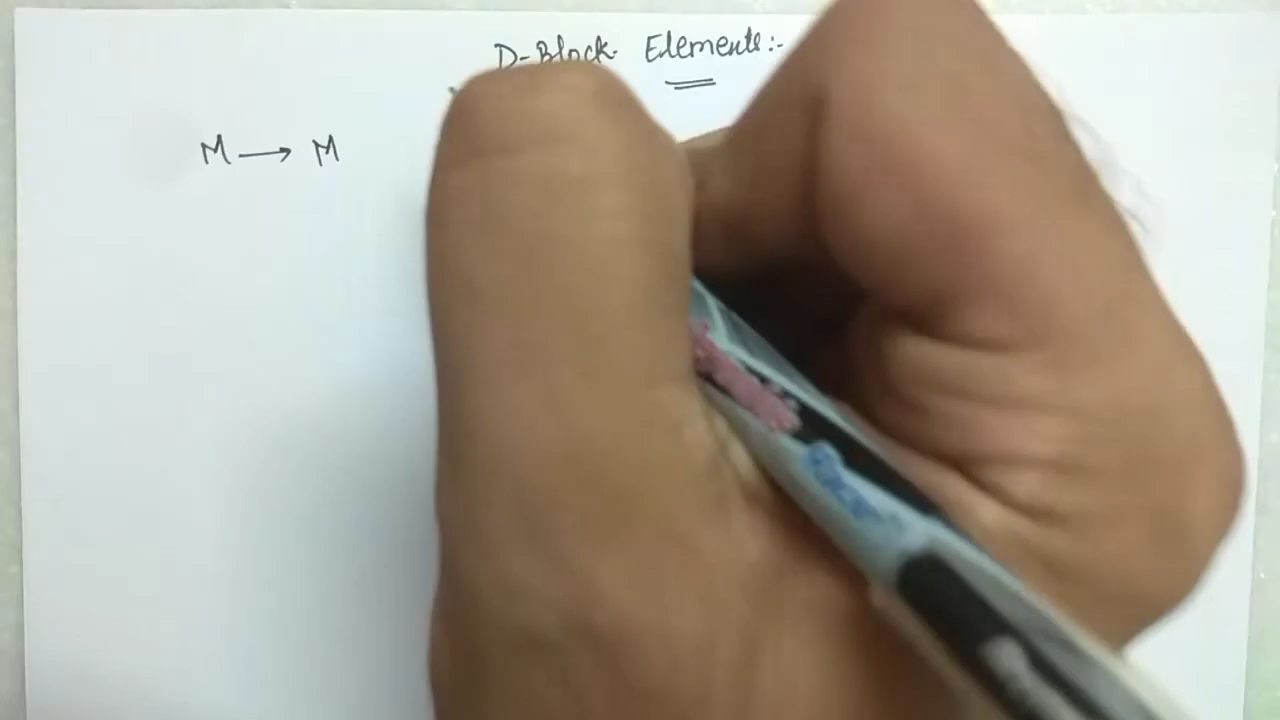 D-Block Elements:-
M → M